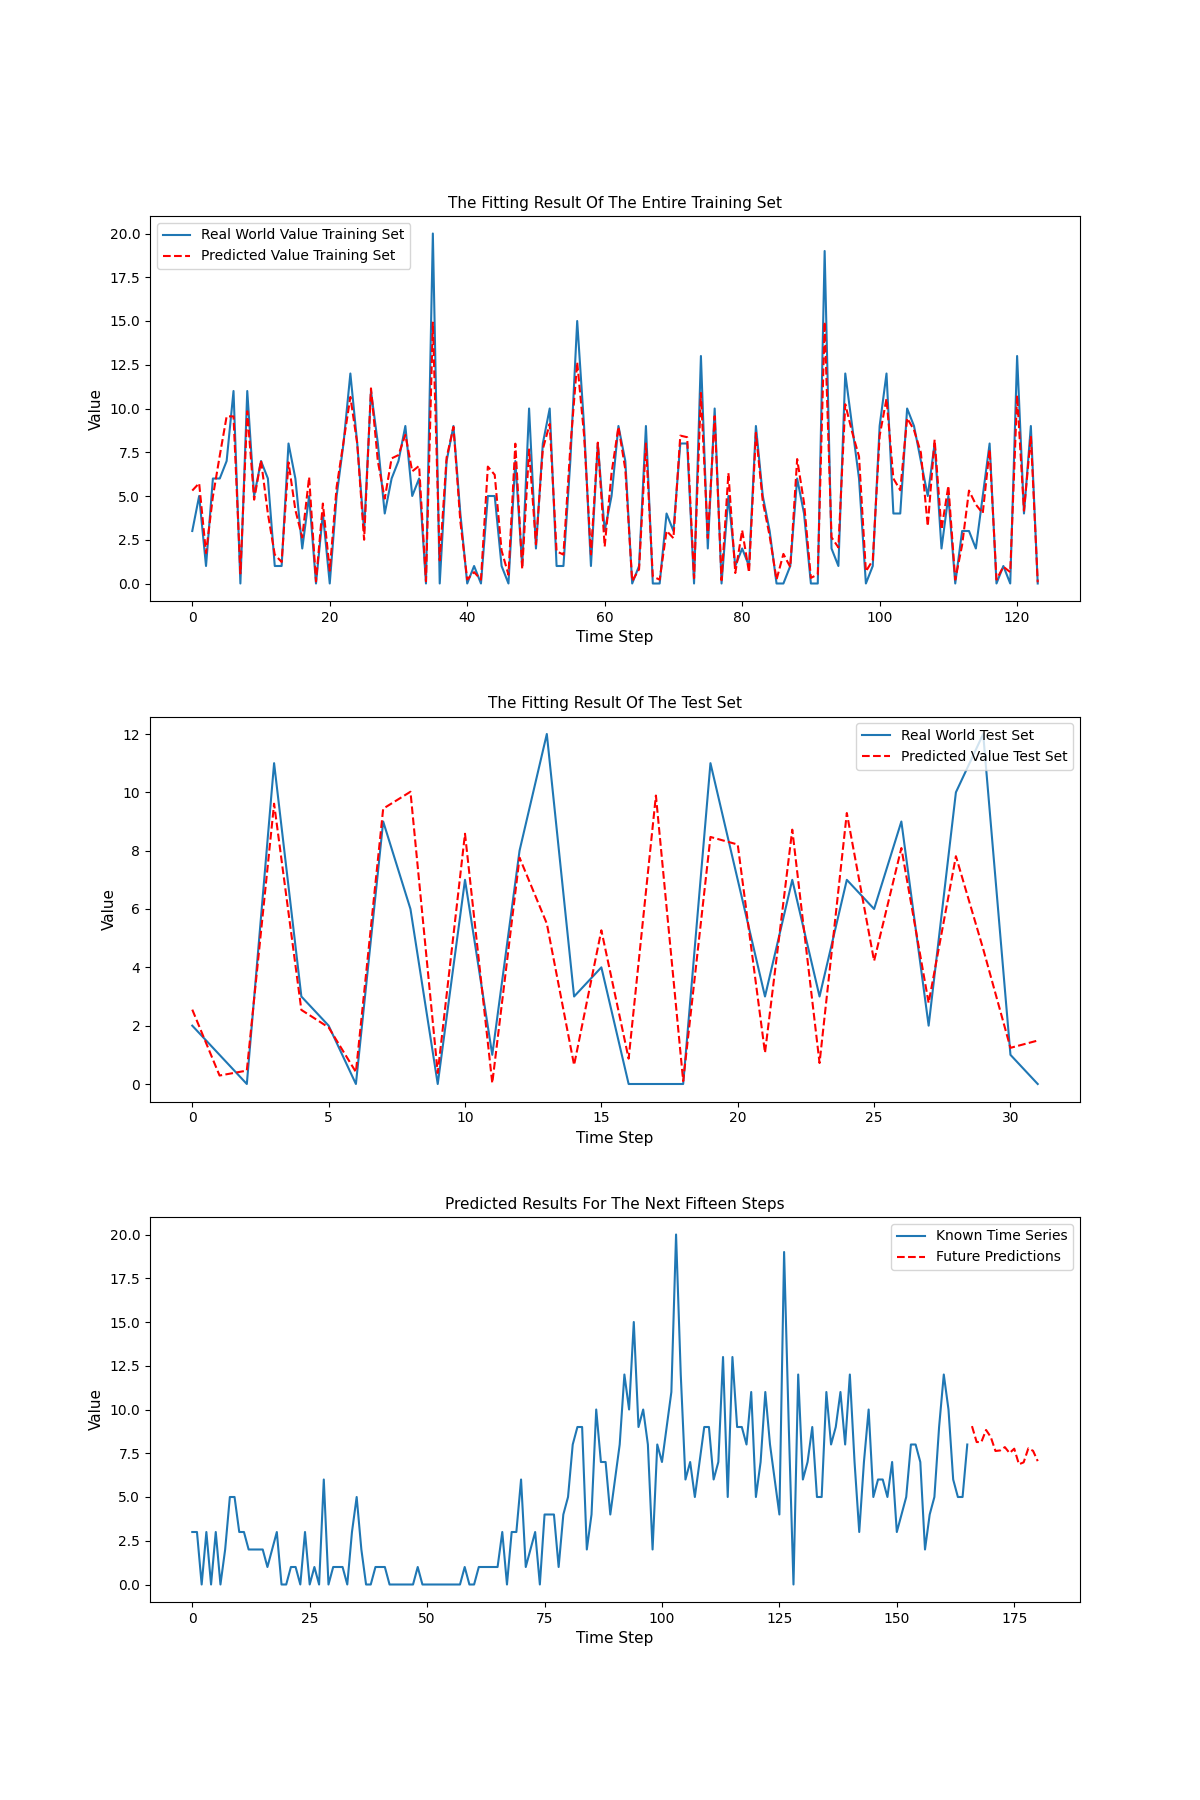 The Fitting Result Of The Entire Training Set
Real World Value Training Set
Predicted Value Training Set
20.0
17.5
15.0
12.5
10.0
7.5
5.0
2.5
0.0
Value
0 20 40 60 80 100 120
Time Step
The Fitting Result Of The Test Set
Real World Test Set
Predicted Value Test Set
12
10
8
6
4
2
0
Value
0 5 10 15 20 25 30
Time Step
Predicted Results For The Next Fifteen Steps
Known Time Series
Future Predictions
20.0
17.5
15.0
12.5
10.0
7.5
5.0
2.5
0.0
Value
0 25 50 75 100 125 150 175
Time Step